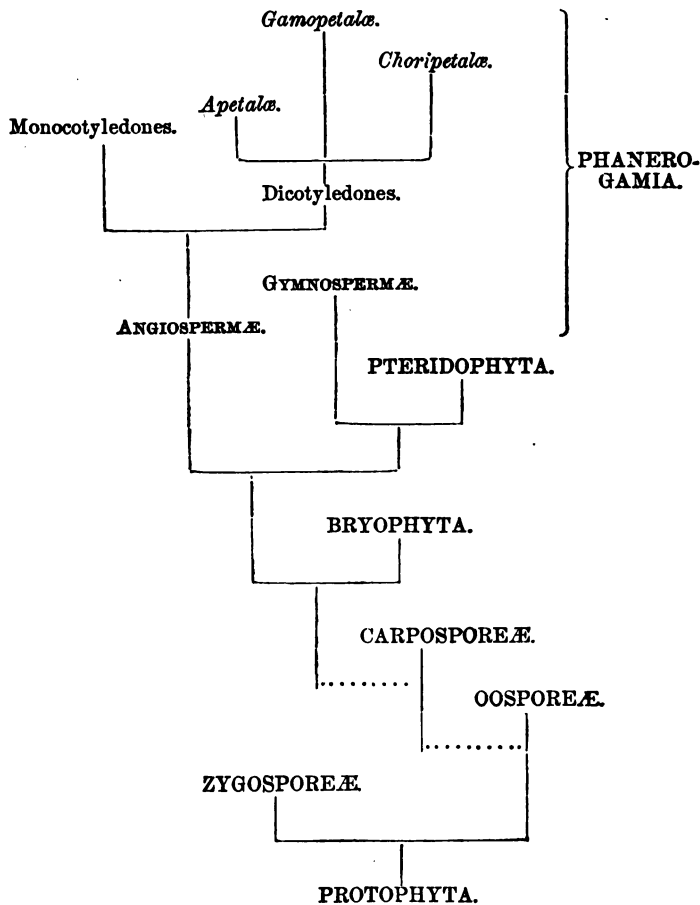 Gamopetalæ.
Choripetalæ.
Apetalæ.
Monocotyledones.
PHANERO-
GAMIA.
Dicotyledones.
GYMNOSPERMÆ.
ANGIOSPERMÆ.
PTERIDOPHYTA.
BRYOPHYTA.
CARPOSPOREÆ.
OOSPOREÆ.
ZYGOSPOREÆ.
PROTOPHYTA.